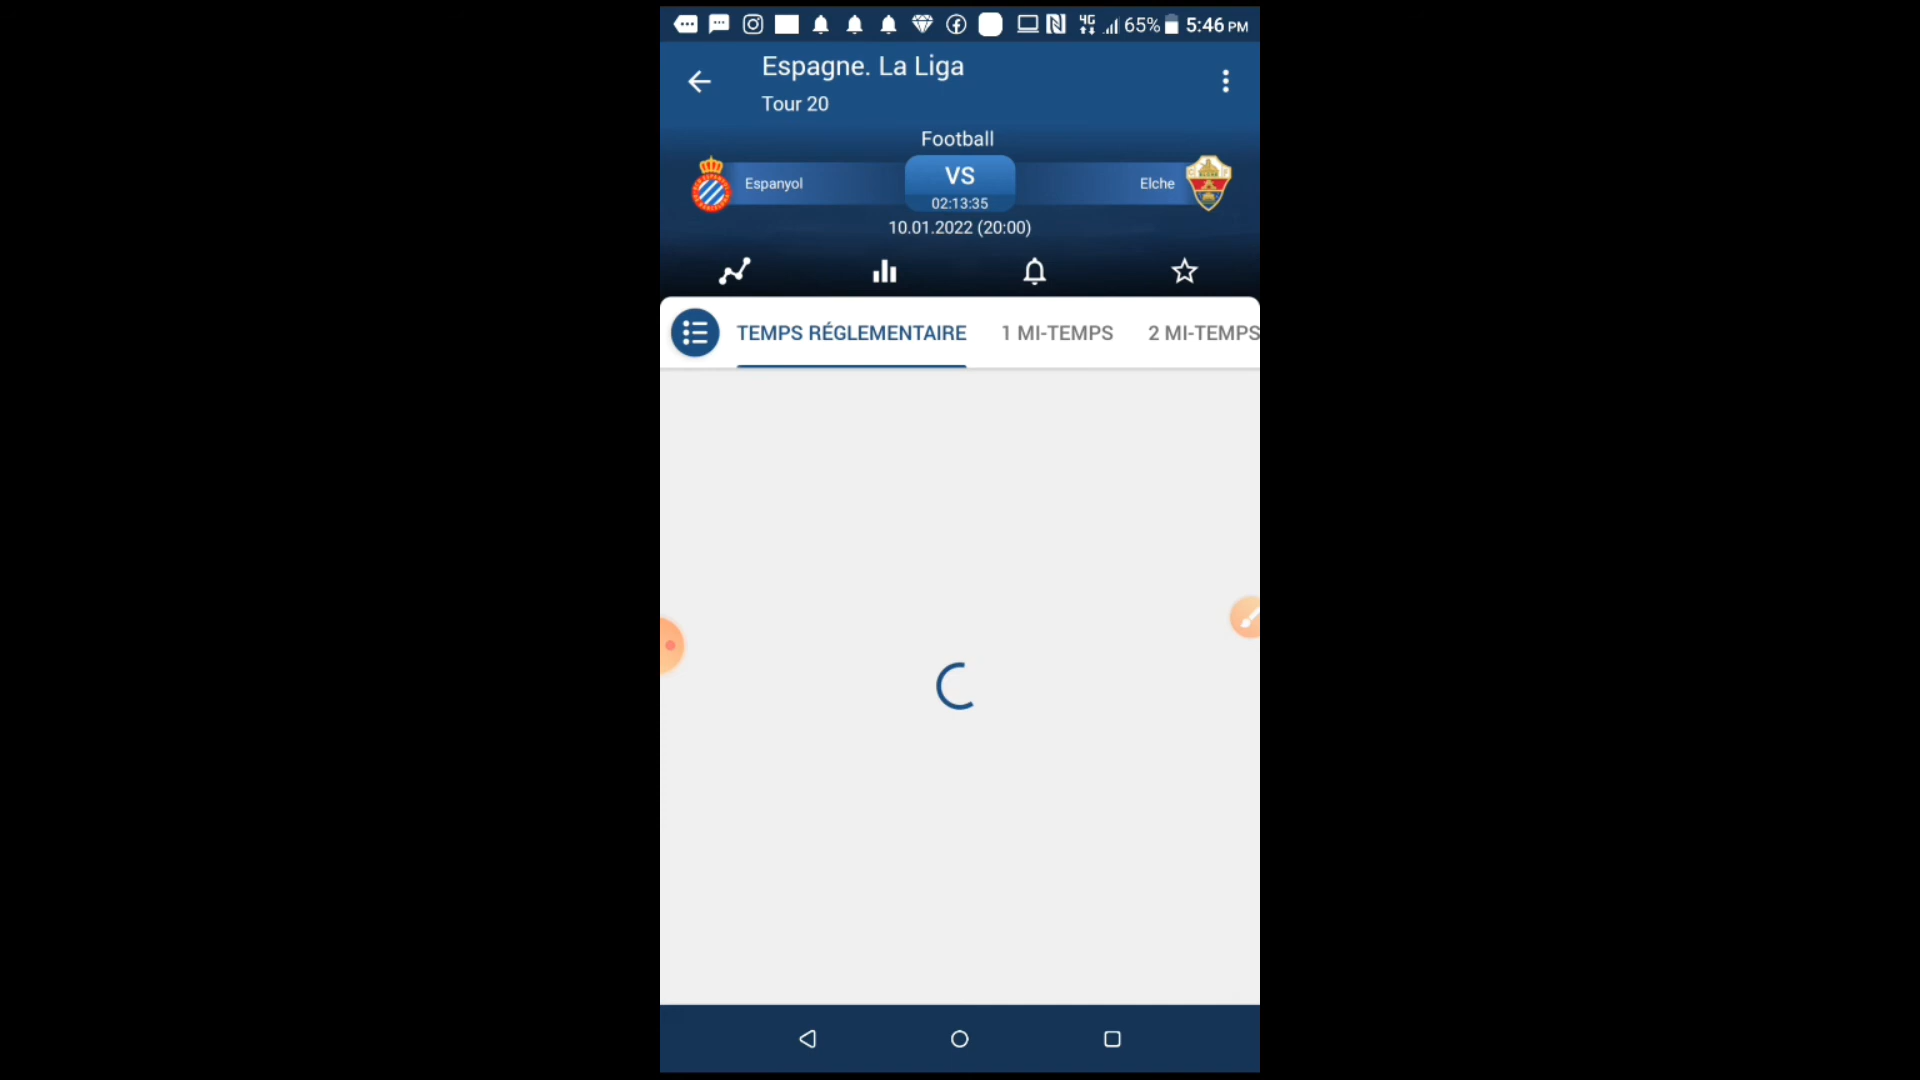 65% 5:46 PM
Espagne. La Liga
Tour 20
Football
Espanyol VS Elche
02:13:35
10.01.2022 (20:00)
TEMPS RÉGLEMENTAIRE 1 MI-TEMPS 2 MI-TEMPS